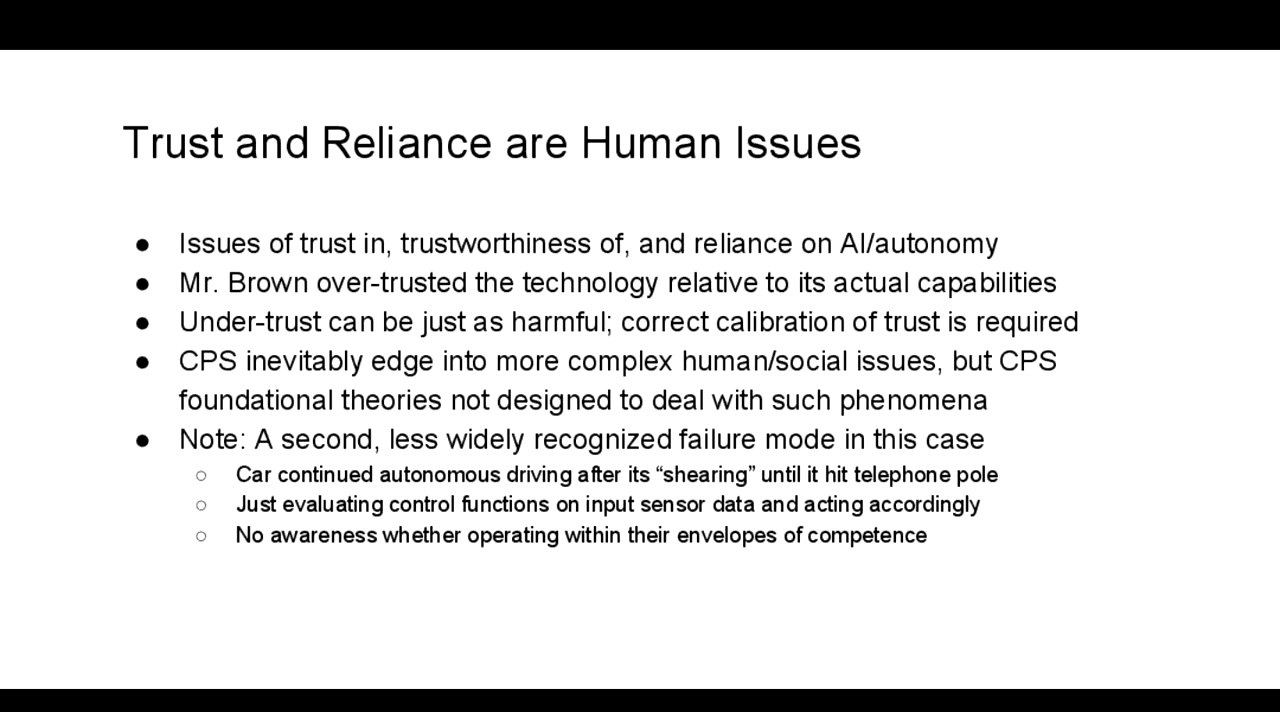 Trust and Reliance are Human Issues
● Issues of trust in, trustworthiness of, and reliance on AI/autonomy
● Mr. Brown over-trusted the technology relative to its actual capabilities
● Under-trust can be just as harmful; correct calibration of trust is required
● CPS inevitably edge into more complex human/social issues, but CPS
foundational theories not designed to deal with such phenomena
● Note: A second, less widely recognized failure mode in this case
○ Car continued autonomous driving after its “shearing” until it hit telephone pole
○ Just evaluating control functions on input sensor data and acting accordingly
○ No awareness whether operating within their envelopes of competence